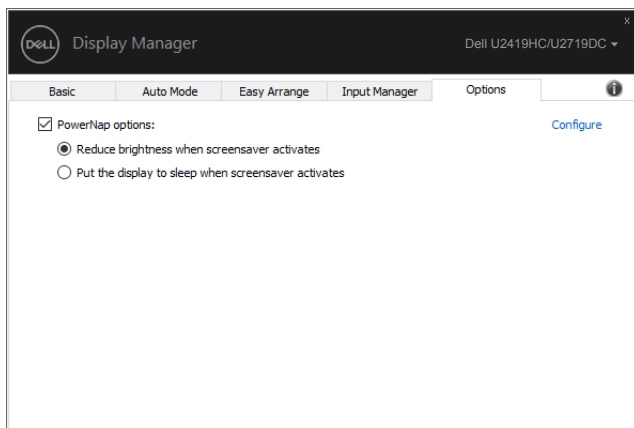 DELL Display Manager Dell U2419HC/U2719DC
x
Basic Auto Mode Easy Arrange Input Manager Options
PowerNap options: Configure
Reduce brightness when screensaver activates
Put the display to sleep when screensaver activates